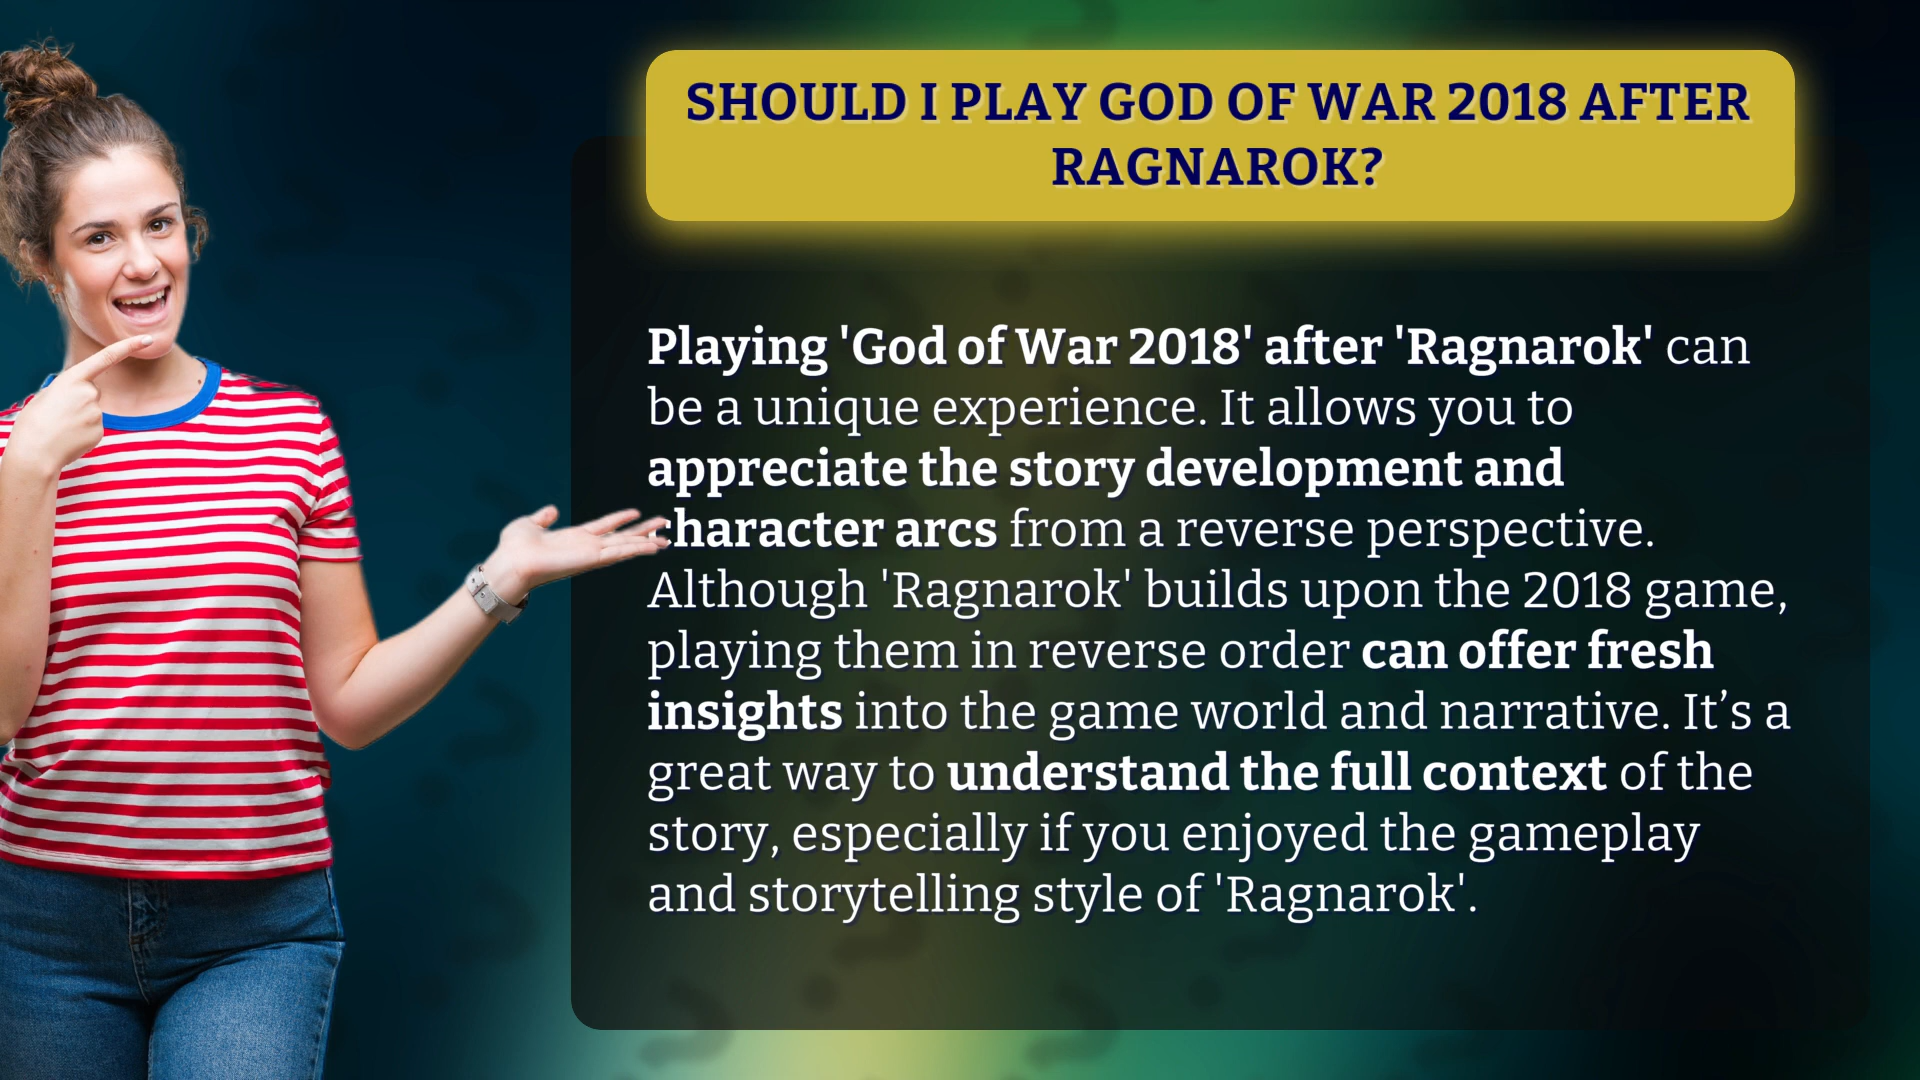 SHOULD I PLAY GOD OF WAR 2018 AFTER
RAGNAROK?
Playing 'God of War 2018' after 'Ragnarok' can
be a unique experience. It allows you to
appreciate the story development and
character arcs from a reverse perspective.
Although 'Ragnarok' builds upon the 2018 game,
playing them in reverse order can offer fresh
insights into the game world and narrative. It’s a
great way to understand the full context of the
story, especially if you enjoyed the gameplay
and storytelling style of 'Ragnarok'.